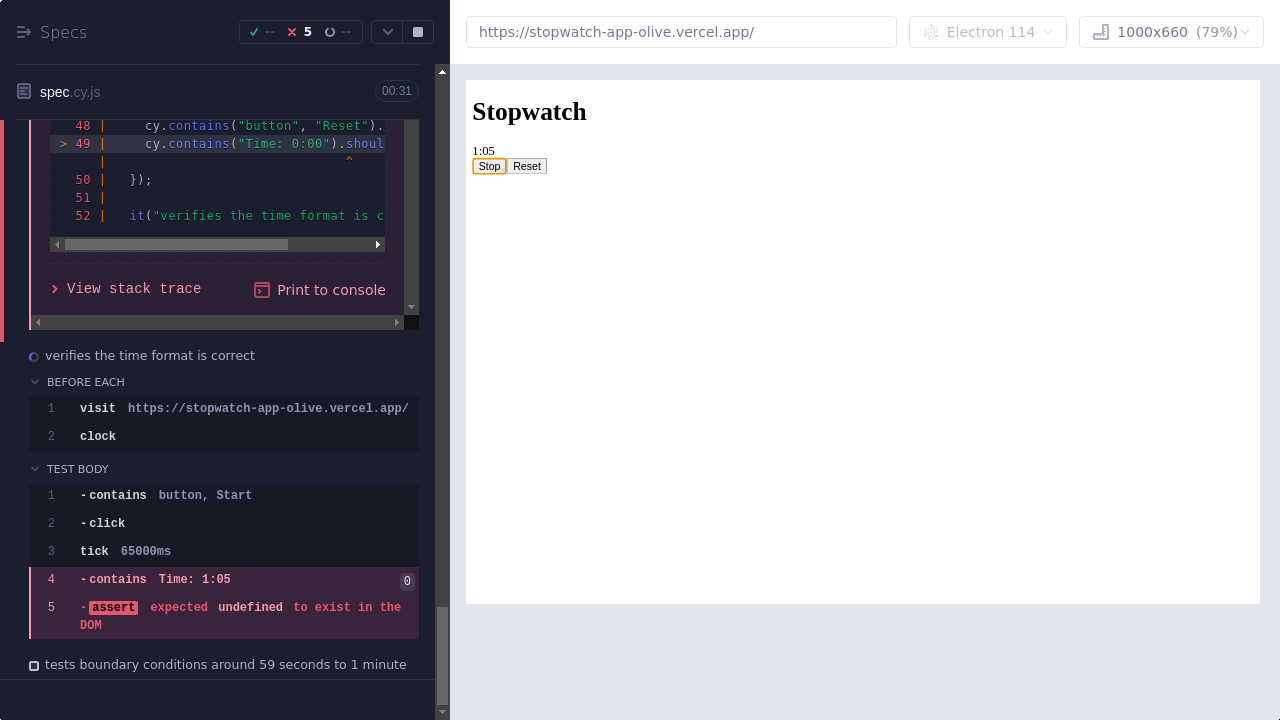 Specs
-- 5 --
spec.cy.js
00:31
48 | cy.contains("button", "Reset").
> 49 | cy.contains("Time: 0:00").shoul
| ^
50 | });
51 |
52 | it("verifies the time format is c
View stack trace
Print to console
verifies the time format is correct
BEFORE EACH
1 visit https://stopwatch-app-olive.vercel.app/
2 clock
TEST BODY
1 -contains button, Start
2 -click
3 tick 65000ms
4 -contains Time: 1:05 0
5 -assert expected undefined to exist in the
DOM
tests boundary conditions around 59 seconds to 1 minute
https://stopwatch-app-olive.vercel.app/
Electron 114
1000x660 (79%)
Stopwatch
1:05
Stop Reset